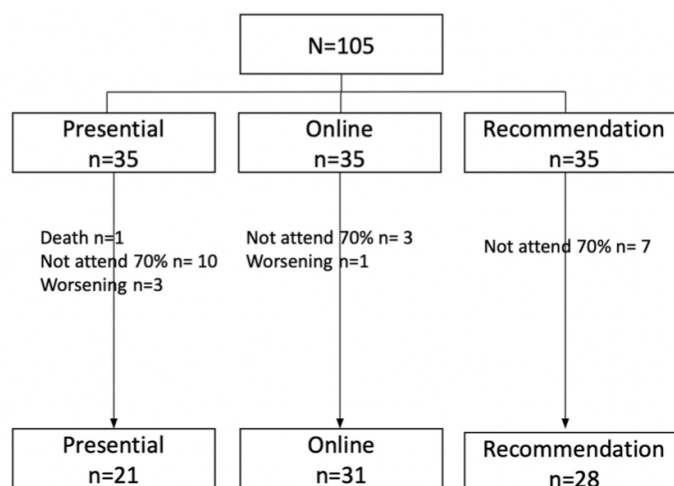 N=105
Presential
n=35
Online
n=35
Recommendation
n=35
Death n=1
Not attend 70% n= 10
Worsening n=3
Not attend 70% n= 3
Worsening n=1
Not attend 70% n= 7
Presential
n=21
Online
n=31
Recommendation
n=28